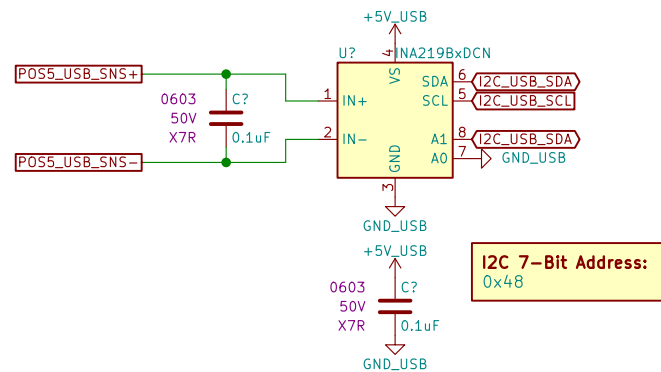 +5V_USB
U? INA219BxDCN
POS5_USB_SNS+
4
VS
SDA 6 I2C_USB_SDA
0603 C?
1 IN+
SCL 5 I2C_USB_SCL
50V
X7R 0.1uF
2 IN-
A1 8 I2C_USB_SDA
POS5_USB_SNS-
GND
A0 7 GND_USB
3
GND_USB
+5V_USB
I2C 7-Bit Address:
0x48
0603 C?
50V
X7R 0.1uF
GND_USB